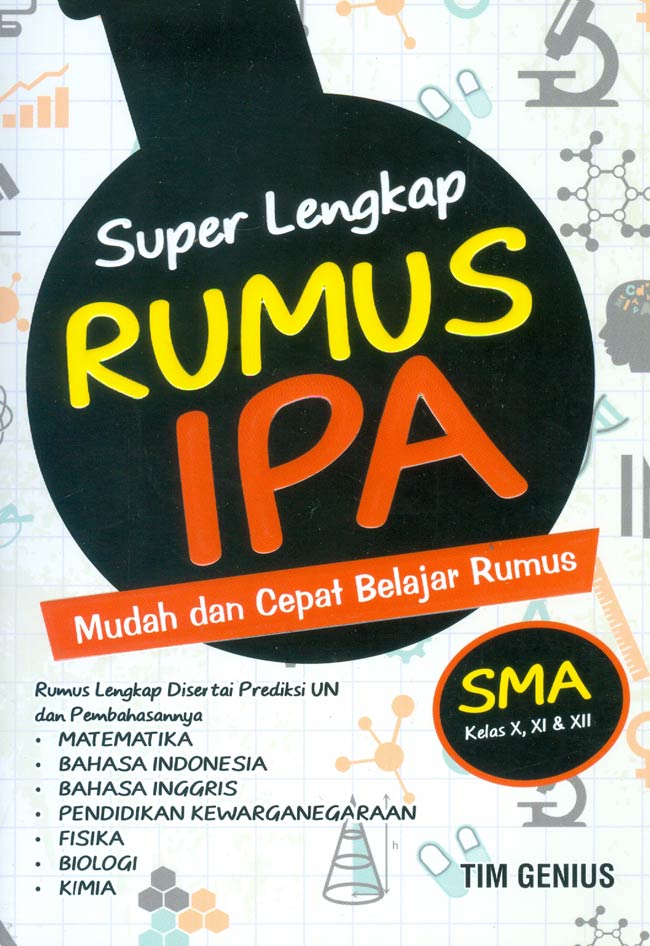 Super Lengkap
RUMUS
IPA
Mudah dan Cepat Belajar Rumus
SMA
Kelas X, XI & XII
Rumus Lengkap Disertai Prediksi UN
dan Pembahasannya
• MATEMATIKA
• BAHASA INDONESIA
• BAHASA INGGRIS
• PENDIDIKAN KEWARGANEGARAAN
• FISIKA
• BIOLOGI
• KIMIA
h
TIM GENIUS